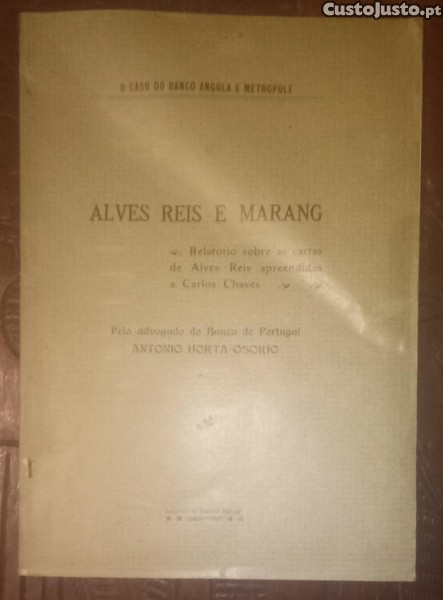 CustoJusto.pt
O CASO DO BANCO ANGOLA E METROPOLE
ALVES REIS E MARANG
Relatorio sobre as cartas
de Alves Reis apreendidas
a Carlos Chaves
Pelo advogado do Banco de Portugal
ANTONIO HORTA OSORIO